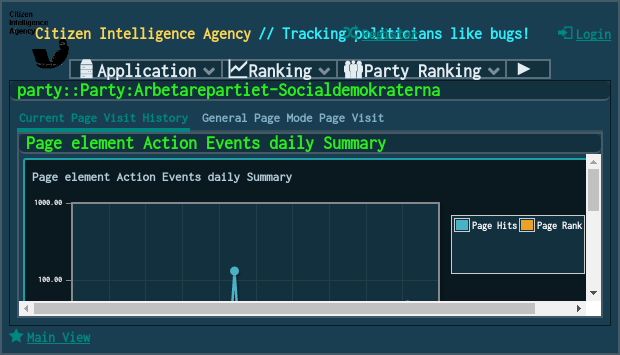 Citizen
Intelligence
Agency
Citizen Intelligence Agency // Tracking politicians like bugs!
Login
Application
Ranking
Party Ranking
party::Party:Arbetarepartiet-Socialdemokraterna
Current Page Visit History
General Page Mode Page Visit
Page element Action Events daily Summary
Page element Action Events daily Summary
1000.00
100.00
Page Hits
Page Rank
Main View